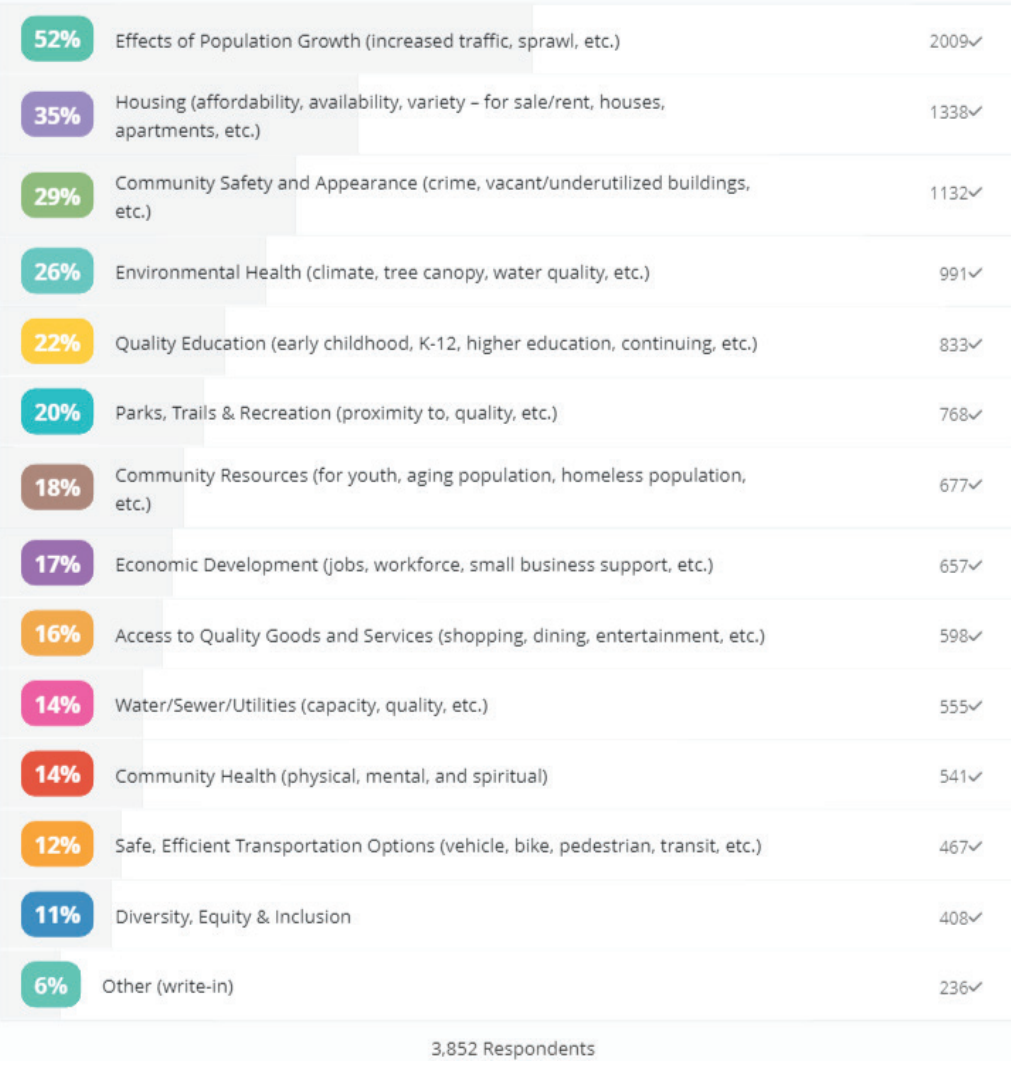 52% Effects of Population Growth (increased traffic, sprawl, etc.) 2009✓
Housing (affordability, availability, variety – for sale/rent, houses,
35% 1338✓
apartments, etc.)
Community Safety and Appearance (crime, vacant/underutilized buildings,
29% 1132✓
etc.)
26% Environmental Health (climate, tree canopy, water quality, etc.) 991✓
22% Quality Education (early childhood, K-12, higher education, continuing, etc.) 833✓
20% Parks, Trails & Recreation (proximity to, quality, etc.) 768✓
Community Resources (for youth, aging population, homeless population,
18% 677✓
etc.)
17% Economic Development (jobs, workforce, small business support, etc.) 657✓
16% Access to Quality Goods and Services (shopping, dining, entertainment, etc.) 598✓
14% Water/Sewer/Utilities (capacity, quality, etc.) 555✓
14% Community Health (physical, mental, and spiritual) 541✓
12% Safe, Efficient Transportation Options (vehicle, bike, pedestrian, transit, etc.) 467✓
11% Diversity, Equity & Inclusion 408✓
6% Other (write-in) 236✓
3,852 Respondents